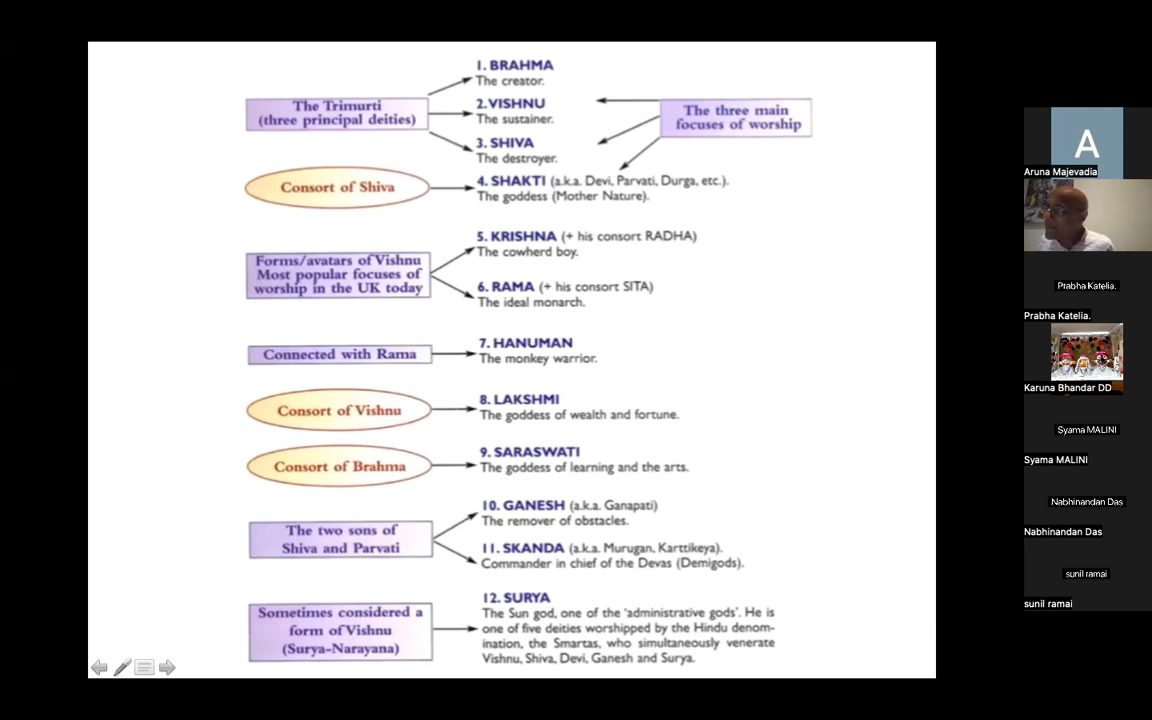 The Trimurti
(three principal deities)
1. BRAHMA
The creator.
2. VISHNU
The sustainer.
3. SHIVA
The destroyer.
The three main
focuses of worship
Consort of Shiva
4. SHAKTI (a.k.a. Devi, Parvati, Durga, etc.).
The goddess (Mother Nature).
Forms/avatars of Vishnu
Most popular focuses of
worship in the UK today
5. KRISHNA (+ his consort RADHA)
The cowherd boy.
6. RAMA (+ his consort SITA)
The ideal monarch.
Connected with Rama
7. HANUMAN
The monkey warrior.
Consort of Vishnu
8. LAKSHMI
The goddess of wealth and fortune.
Consort of Brahma
9. SARASWATI
The goddess of learning and the arts.
The two sons of
Shiva and Parvati
10. GANESH (a.k.a. Ganapati)
The remover of obstacles.
11. SKANDA (a.k.a. Murugan, Karttikeya).
Commander in chief of the Devas (Demigods).
Sometimes considered a
form of Vishnu
(Surya-Narayana)
12. SURYA
The Sun god, one of the 'administrative gods'. He is
one of five deities worshipped by the Hindu denom-
ination, the Smartas, who simultaneously venerate
Vishnu, Shiva, Devi, Ganesh and Surya.
A
Aruna Majevadia
Prabha Katelia.
Prabha Katelia.
Karuna Bhandar DD
Syama MALINI
Syama MALINI
Nabhinandan Das
Nabhinandan Das
sunil ramai
sunil ramai